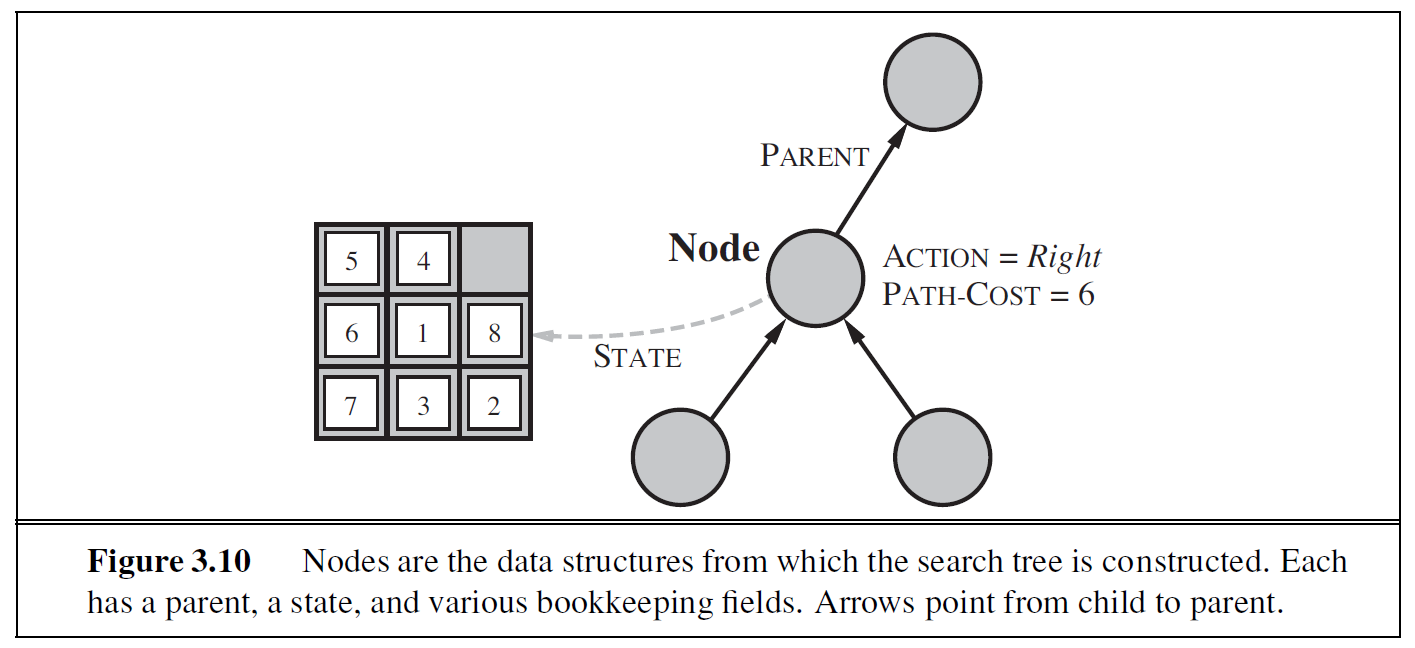 PARENT
Node
ACTION = Right
PATH-COST = 6
STATE
5 4
6 1 8
7 3 2
Figure 3.10 Nodes are the data structures from which the search tree is constructed. Each
has a parent, a state, and various bookkeeping fields. Arrows point from child to parent.